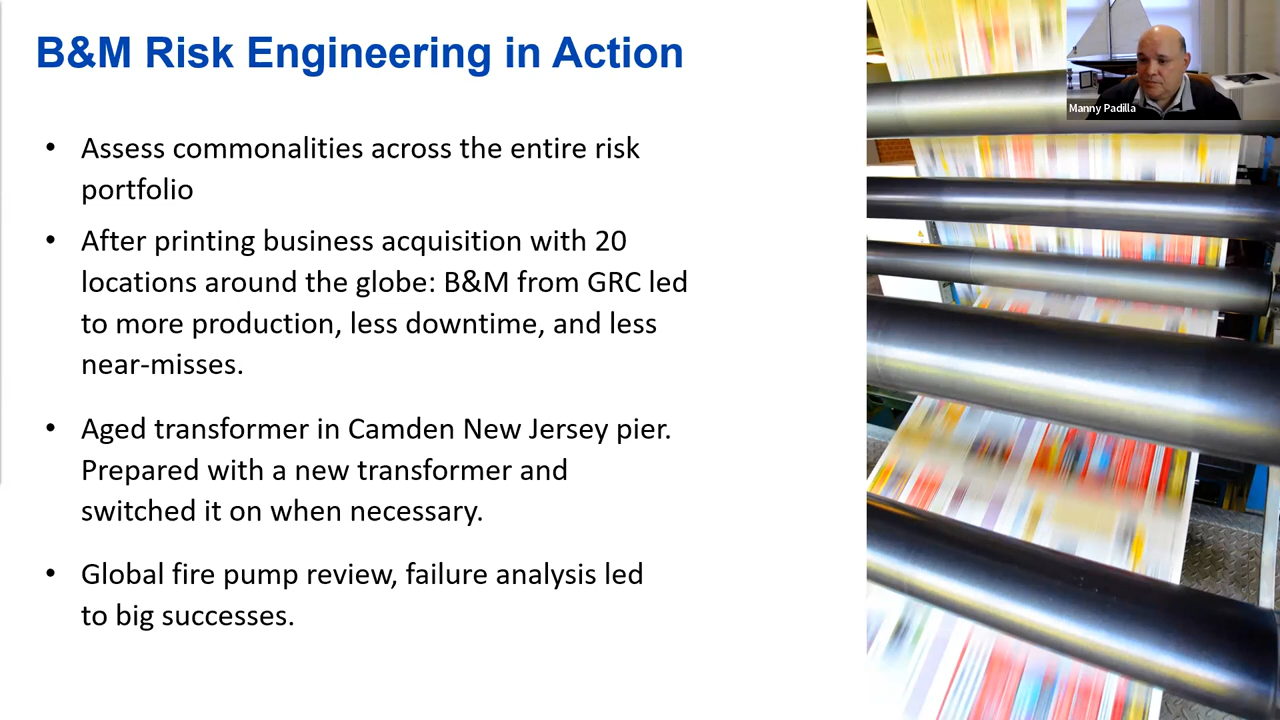 B&M Risk Engineering in Action
Manny Padilla
• Assess commonalities across the entire risk
portfolio
• After printing business acquisition with 20
locations around the globe: B&M from GRC led
to more production, less downtime, and less
near-misses.
• Aged transformer in Camden New Jersey pier.
Prepared with a new transformer and
switched it on when necessary.
• Global fire pump review, failure analysis led
to big successes.